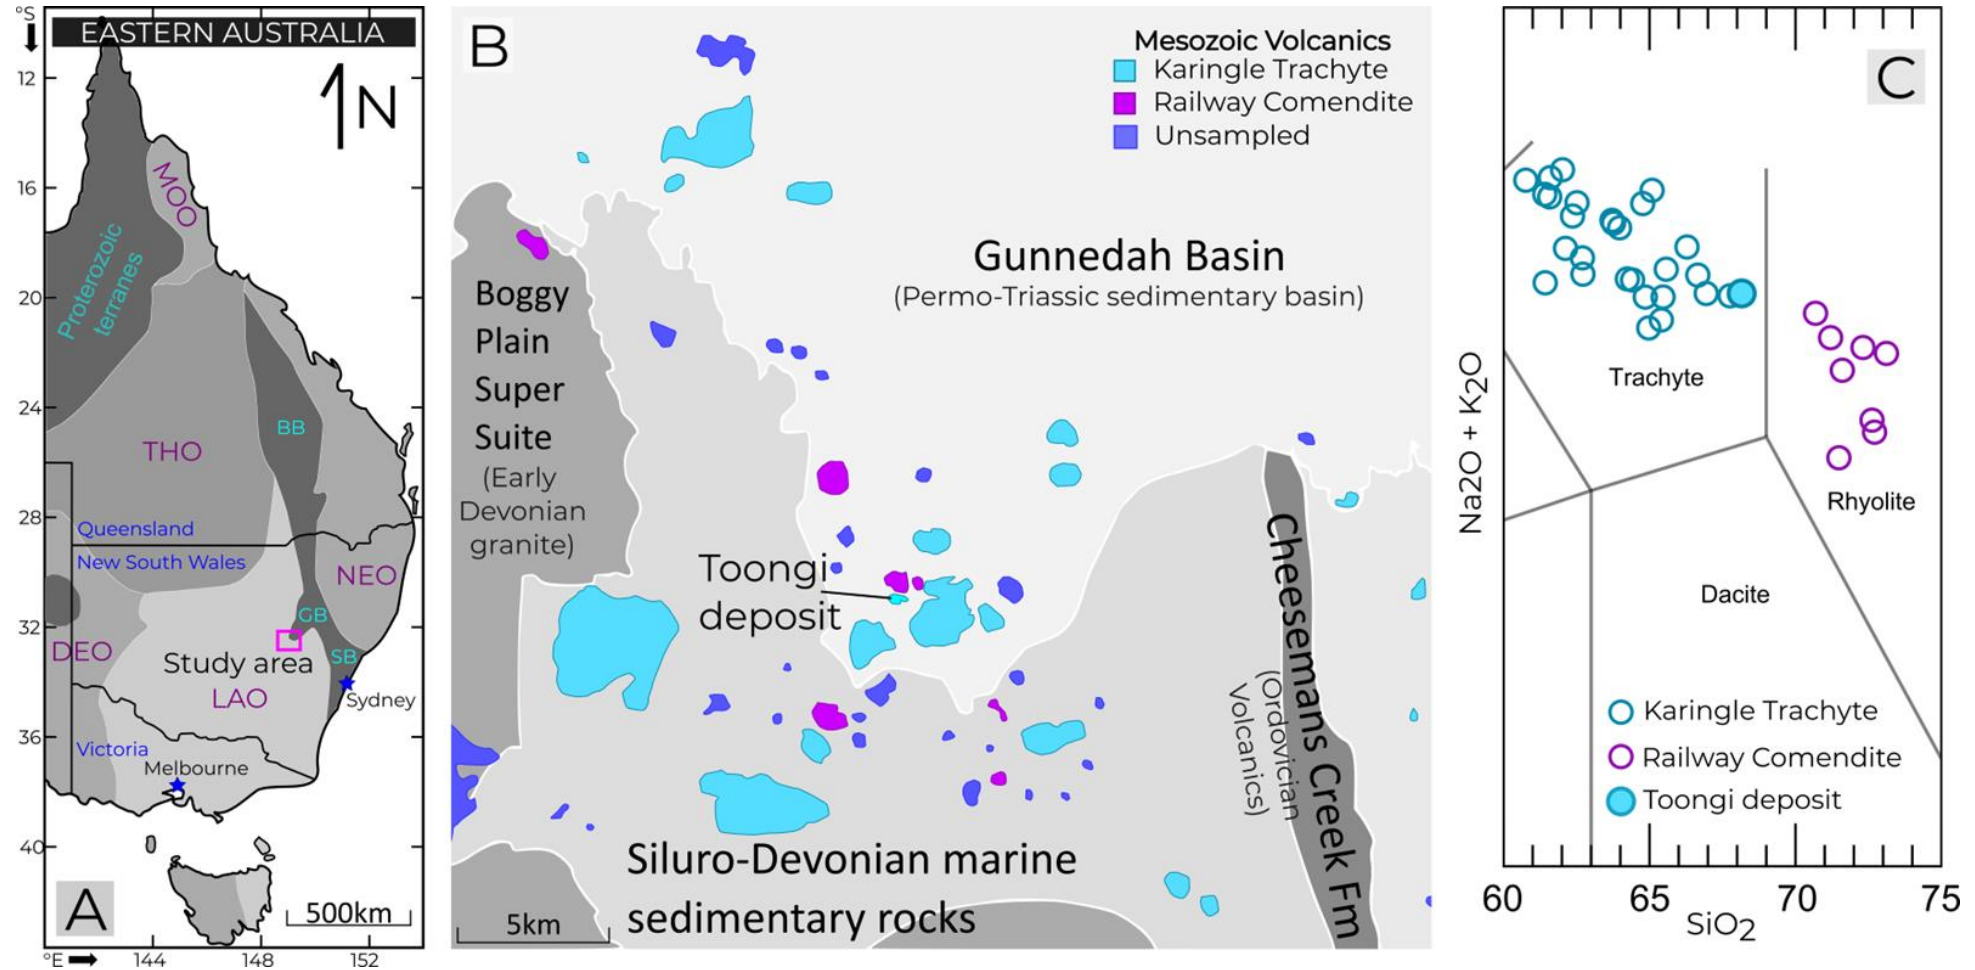 °S
EASTERN AUSTRALIA
N
12
16
20
24
28
32
36
40
MOO
Proterozoic
terranes
BB
THO
Queensland
New South Wales
NEO
GB
DEO
SB
Study area
LAO
Sydney
Victoria
Melbourne
A
500km
°E
144
148
152
B
Mesozoic Volcanics
Karingle Trachyte
Railway Comendite
Unsampled
Gunnedah Basin
(Permo-Triassic sedimentary basin)
Boggy
Plain
Super
Suite
(Early
Devonian
granite)
Toongi
deposit
Cheesemans Creek Fm
(Ordovician
Volcanics)
Siluro-Devonian marine
sedimentary rocks
5km
C
Na2O + K2O
Trachyte
Rhyolite
Dacite
Karingle Trachyte
Railway Comendite
Toongi deposit
60
65
70
75
SiO2